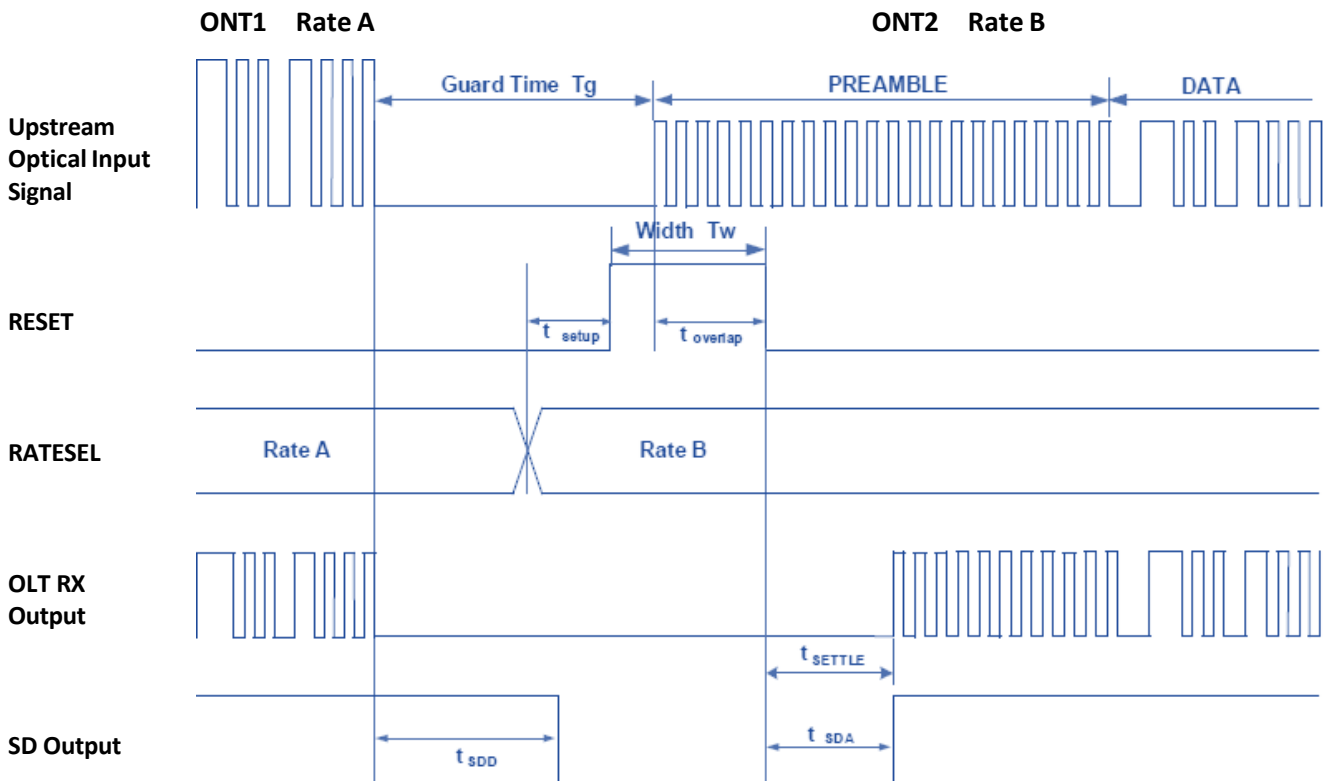 ONT1 Rate A
ONT2 Rate B
Guard Time Tg
PREAMBLE
DATA
Upstream
Optical Input
Signal
Width Tw
RESET
t setup
t overlap
RATESEL
Rate A
Rate B
OLT RX
Output
t SETTLE
SD Output
t SDD
t SDA